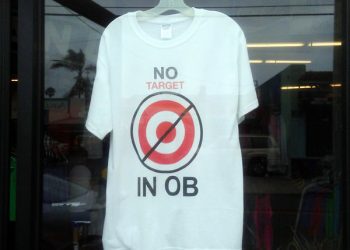 NO
TARGET
IN OB